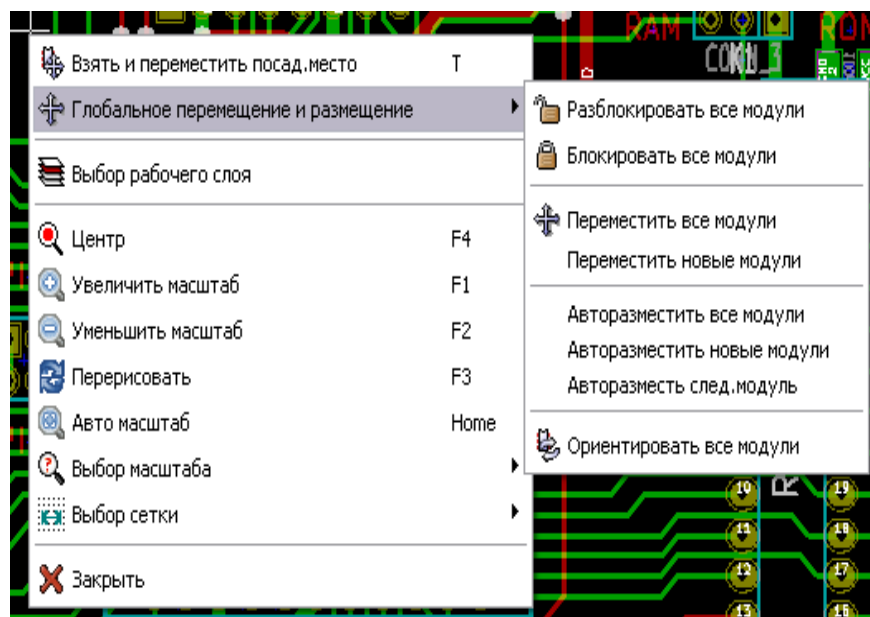 RAM
ROM
CONN_3
Взять и переместить посад.место T
Глобальное перемещение и размещение
Выбор рабочего слоя
Центр F4
Увеличить масштаб F1
Уменьшить масштаб F2
Перерисовать F3
Авто масштаб Home
Выбор масштаба
Выбор сетки
Закрыть
Разблокировать все модули
Блокировать все модули
Переместить все модули
Переместить новые модули
Авторазместить все модули
Авторазместить новые модули
Авторазместь след.модуль
Ориентировать все модули
10 R 19
11 18
12 17
13 16